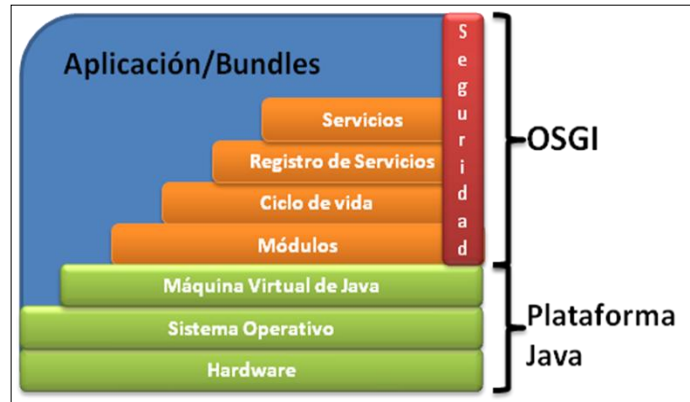 Aplicación/Bundles
Seguridad
Servicios
Registro de Servicios
Ciclo de vida
Módulos
OSGI
Máquina Virtual de Java
Sistema Operativo
Hardware
Plataforma
Java